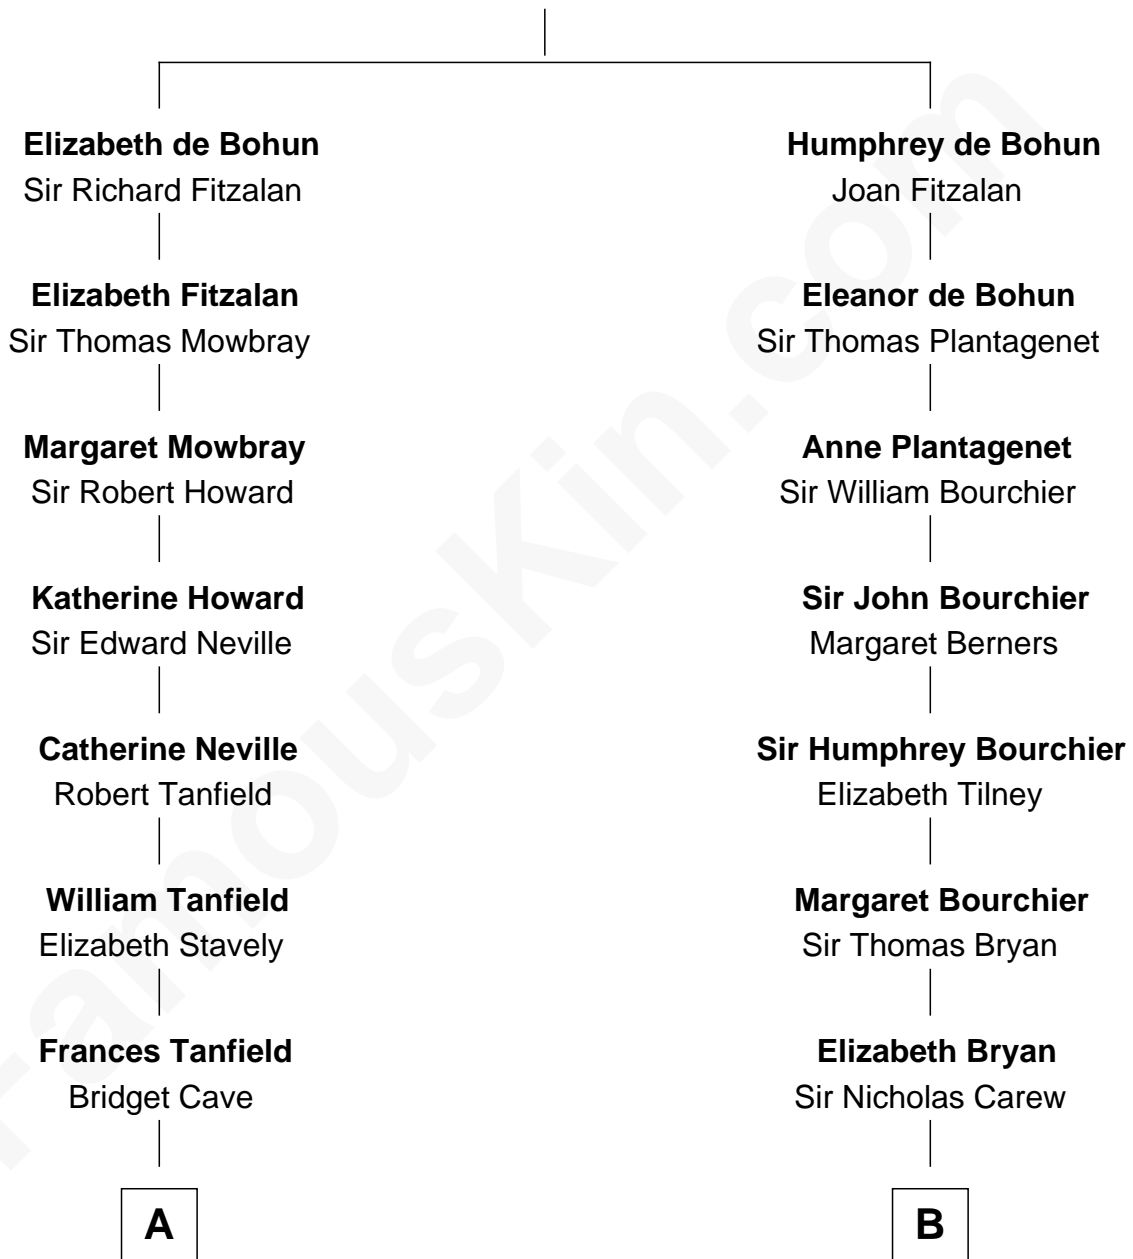 Elizabeth de Bohun
Sir Richard Fitzalan
Elizabeth Fitzalan
Sir Thomas Mowbray
Margaret Mowbray
Sir Robert Howard
Katherine Howard
Sir Edward Neville
Catherine Neville
Robert Tanfield
William Tanfield
Elizabeth Stavely
Frances Tanfield
Bridget Cave
A
Humphrey de Bohun
Joan Fitzalan
Eleanor de Bohun
Sir Thomas Plantagenet
Anne Plantagenet
Sir William Bourchier
Sir John Bourchier
Margaret Berners
Sir Humphrey Bourchier
Elizabeth Tilney
Margaret Bourchier
Sir Thomas Bryan
Elizabeth Bryan
Sir Nicholas Carew
B
FamousKin.com